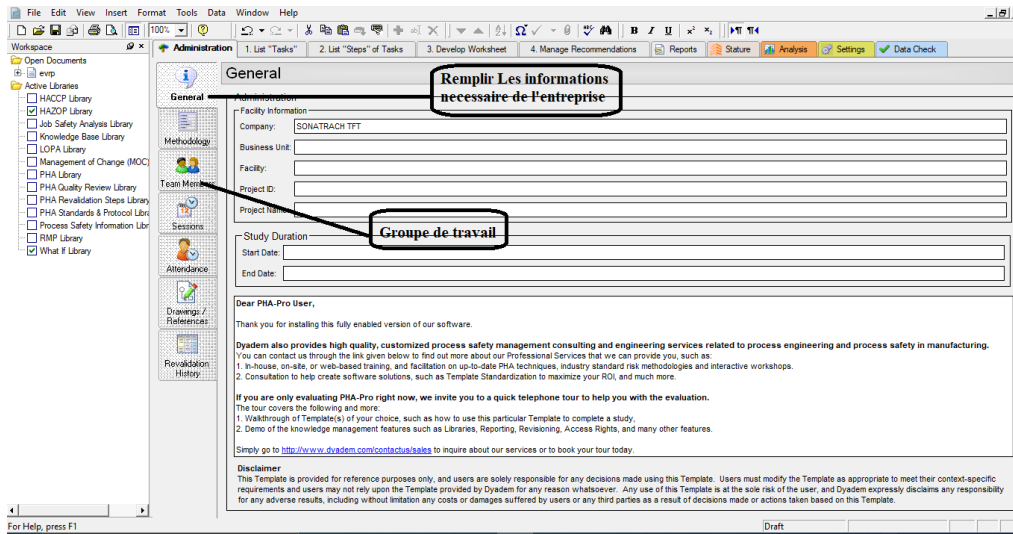 File Edit View Insert Format Tools Data Window Help
100%
B I U x² x₂
Workspace
Administration
1. List "Tasks"
2. List "Steps" of Tasks
3. Develop Worksheet
4. Manage Recommendations
Reports
Stature
Analysis
Settings
Data Check
Open Documents
evrp
Active Libraries
HACCP Library
HAZOP Library
Job Safety Analysis Library
Knowledge Base Library
LOPA Library
Management of Change (MOC)
PHA Library
PHA Quality Review Library
PHA Revalidation Steps Library
PHA Standards & Protocol Libra
Process Safety Information Libr
RMP Library
What If Library
General
Methodology
Team Members
Sessions
Attendance
Drawings /
References
Revalidation
History
General
Remplir Les informations
necessaire de l'entreprise
Administration
Facility Information
Company: SONATRACH TFT
Business Unit:
Facility:
Project ID:
Project Name:
Groupe de travail
Study Duration
Start Date:
End Date:
Dear PHA-Pro User,
Thank you for installing this fully enabled version of our software.
Dyadem also provides high quality, customized process safety management consulting and engineering services related to process engineering and process safety in manufacturing.
You can contact us through the link given below to find out more about our Professional Services that we can provide you, such as:
1. In-house, on-site, or web-based training, and facilitation on up-to-date PHA techniques, industry standard risk methodologies and interactive workshops.
2. Consultation to help create software solutions, such as Template Standardization to maximize your ROI, and much more.
If you are only evaluating PHA-Pro right now, we invite you to a quick telephone tour to help you with the evaluation.
The tour covers the following and more:
1. Walkthrough of Template(s) of your choice, such as how to use this particular Template to complete a study,
2. Demo of the knowledge management features such as Libraries, Reporting, Revisioning, Access Rights, and many other features.
Simply go to http://www.dyadem.com/contactus/sales to inquire about our services or to book your tour today.
Disclaimer
This Template is provided for reference purposes only, and users are solely responsible for any decisions made using this Template. Users must modify the Template as appropriate to meet their context-specific
requirements and users may not rely upon the Template provided by Dyadem for any reason whatsoever. Any use of this Template is at the sole risk of the user, and Dyadem expressly disclaims any responsibility
for any adverse results, including without limitation any costs or damages suffered by users or any third parties as a result of decisions made or actions taken based on this Template.
For Help, press F1
Draft